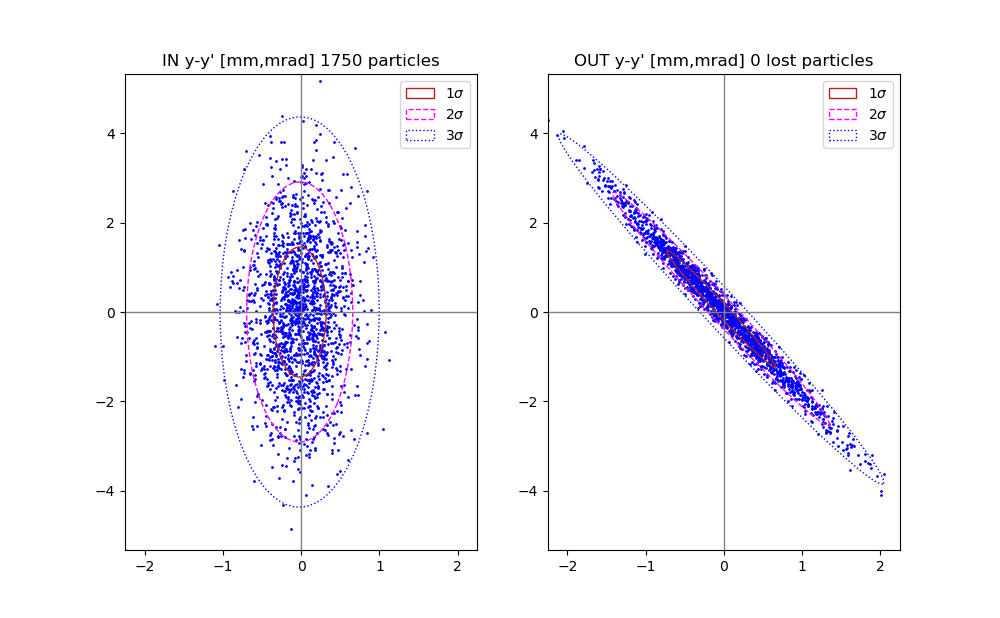 IN y-y' [mm,mrad] 1750 particles
1σ
2σ
3σ
4
2
0
−2
−4
−2
−1
0
1
2
OUT y-y' [mm,mrad] 0 lost particles
1σ
2σ
3σ
4
2
0
−2
−4
−2
−1
0
1
2